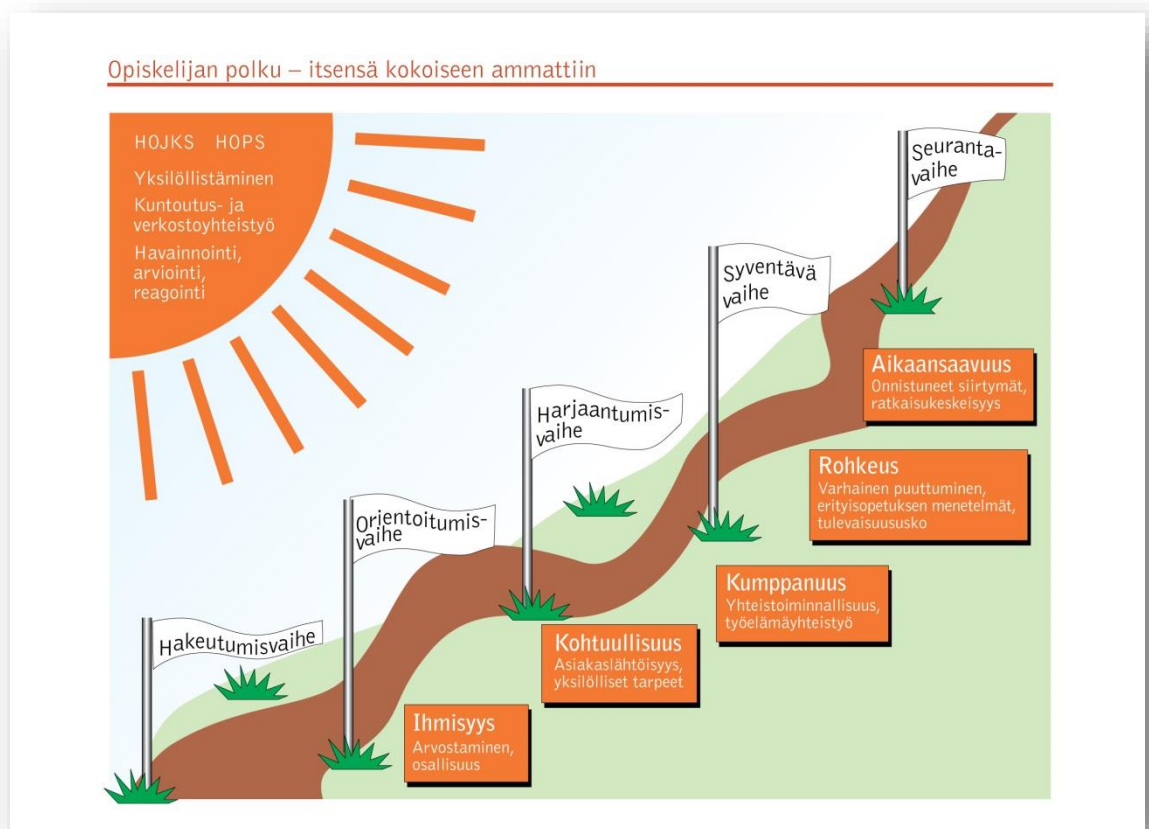 Opiskelijan polku – itsensä kokoiseen ammattiin
HOJKS HOPS
Yksilöllistäminen
Kuntoutus- ja
verkostoyhteistyö
Havainnointi,
arviointi,
reagointi
Seuranta-
vaihe
Syventävä
vaihe
Harjaantumis-
vaihe
Orientoitumis-
vaihe
Hakeutumisvaihe
Aikaansaavuus
Onnistuneet siirtymät,
ratkaisukeskeisyys
Rohkeus
Varhainen puuttuminen,
erityisopetuksen menetelmät,
tulevaisuususko
Kumppanuus
Yhteistoiminnallisuus,
työelämäyhteistyö
Kohtuullisuus
Asiakaslähtöisyys,
yksilölliset tarpeet
Ihmisyys
Arvostaminen,
osallisuus